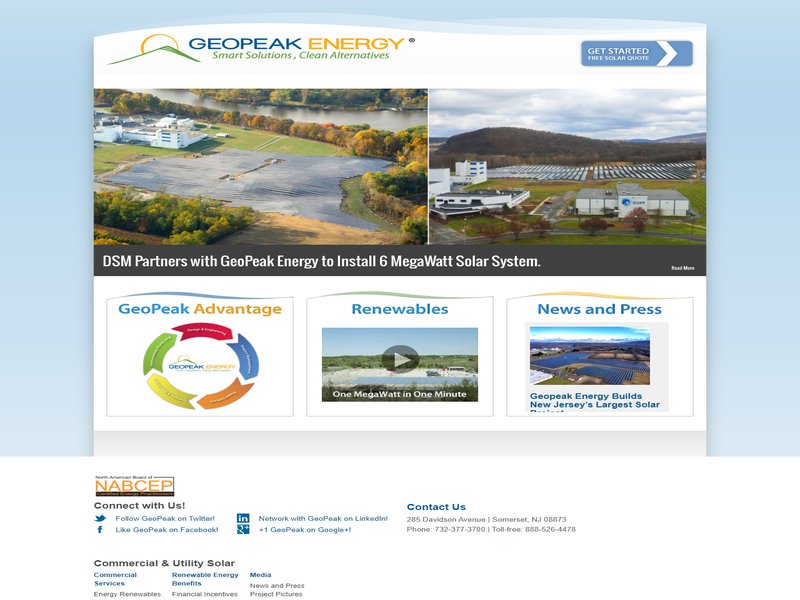 GEOPEAK ENERGY®
Smart Solutions, Clean Alternatives
GET STARTED
FREE SOLAR QUOTE
DSM
DSM Partners with GeoPeak Energy to Install 6 MegaWatt Solar System.
Read More
GeoPeak Advantage
Design & Engineering
GEOPEAK ENERGY
Renewables
One MegaWatt in One Minute
News and Press
Geopeak Energy Builds
New Jersey's Largest Solar
North American Board of
NABCEP
Certified Energy Practitioners
Connect with Us!
Follow GeoPeak on Twitter!
Network with GeoPeak on LinkedIn!
Like GeoPeak on Facebook!
+1 GeoPeak on Google+!
Contact Us
285 Davidson Avenue | Somerset, NJ 08873
Phone: 732-377-3700 | Toll-free: 888-526-4478
Commercial & Utility Solar
Commercial
Services
Energy Renewables
Renewable Energy
Benefits
Financial Incentives
Media
News and Press
Project Pictures